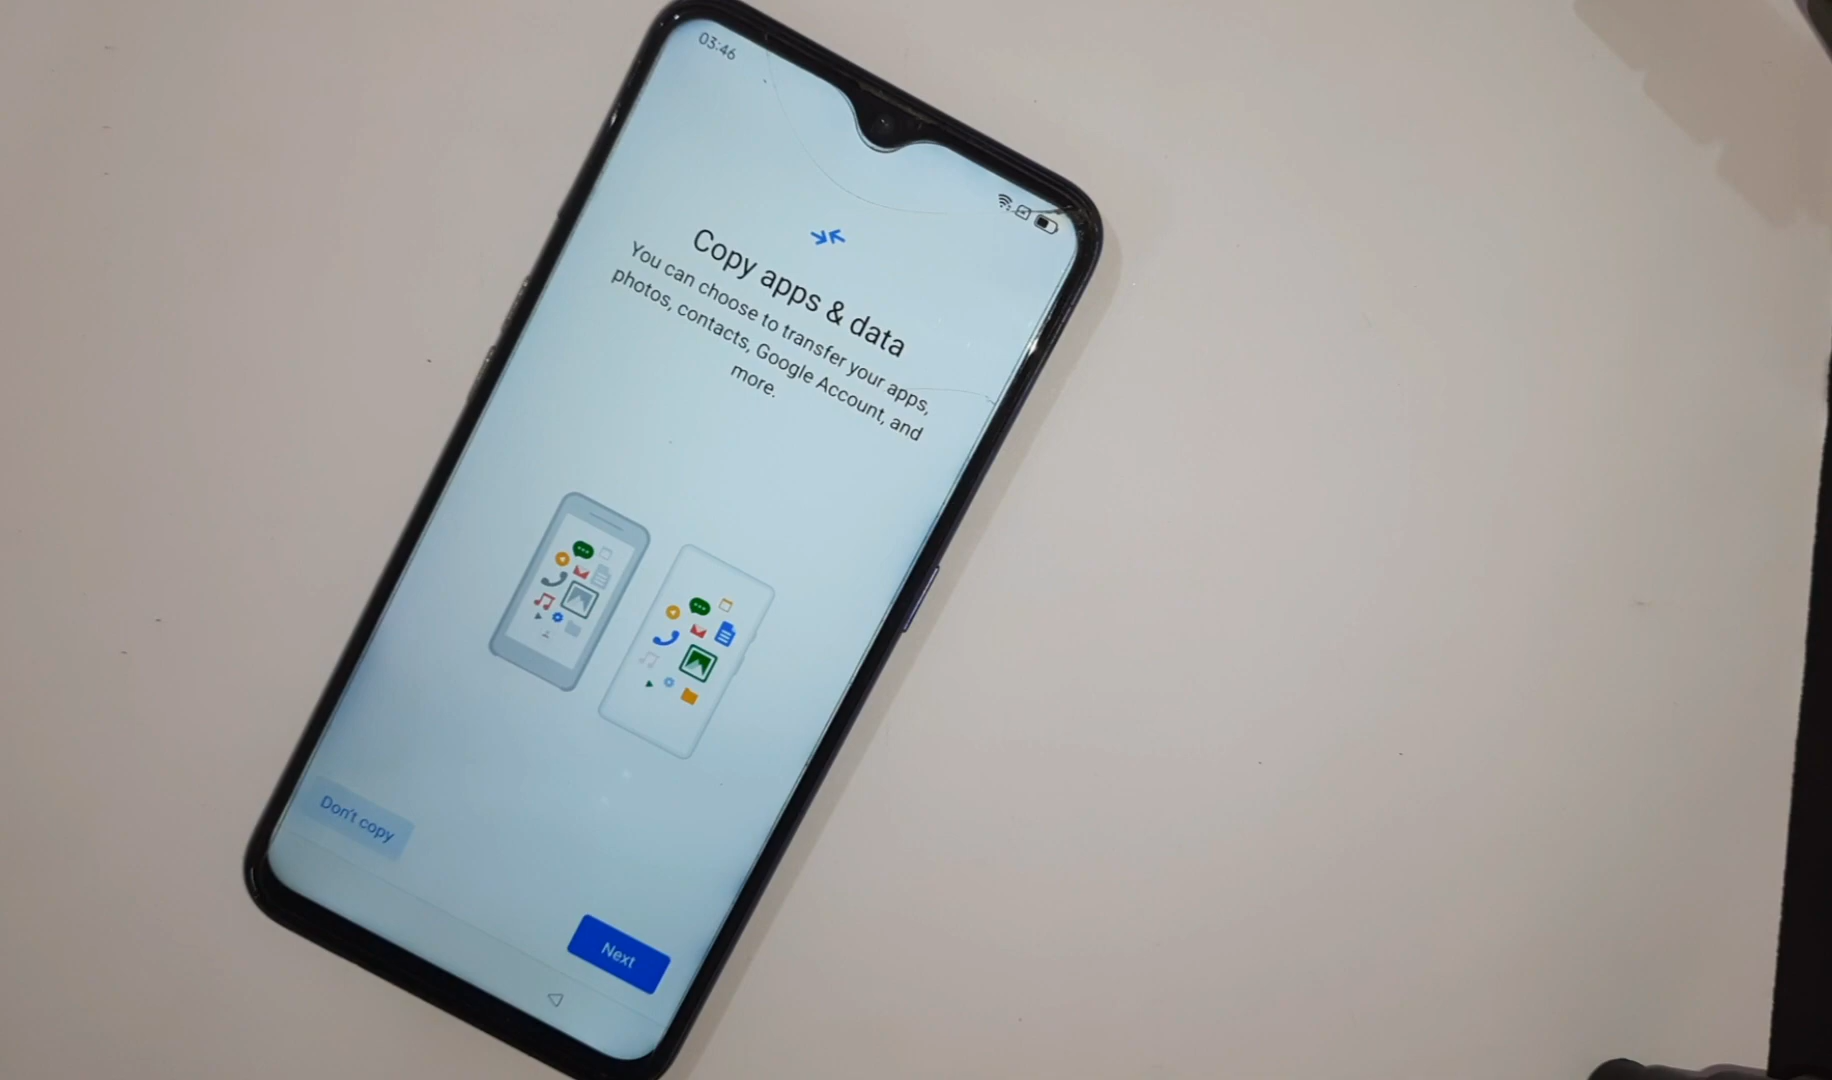 03:46
Copy apps & data
You can choose to transfer your apps,
photos, contacts, Google Account, and
more.
Don't copy
Next